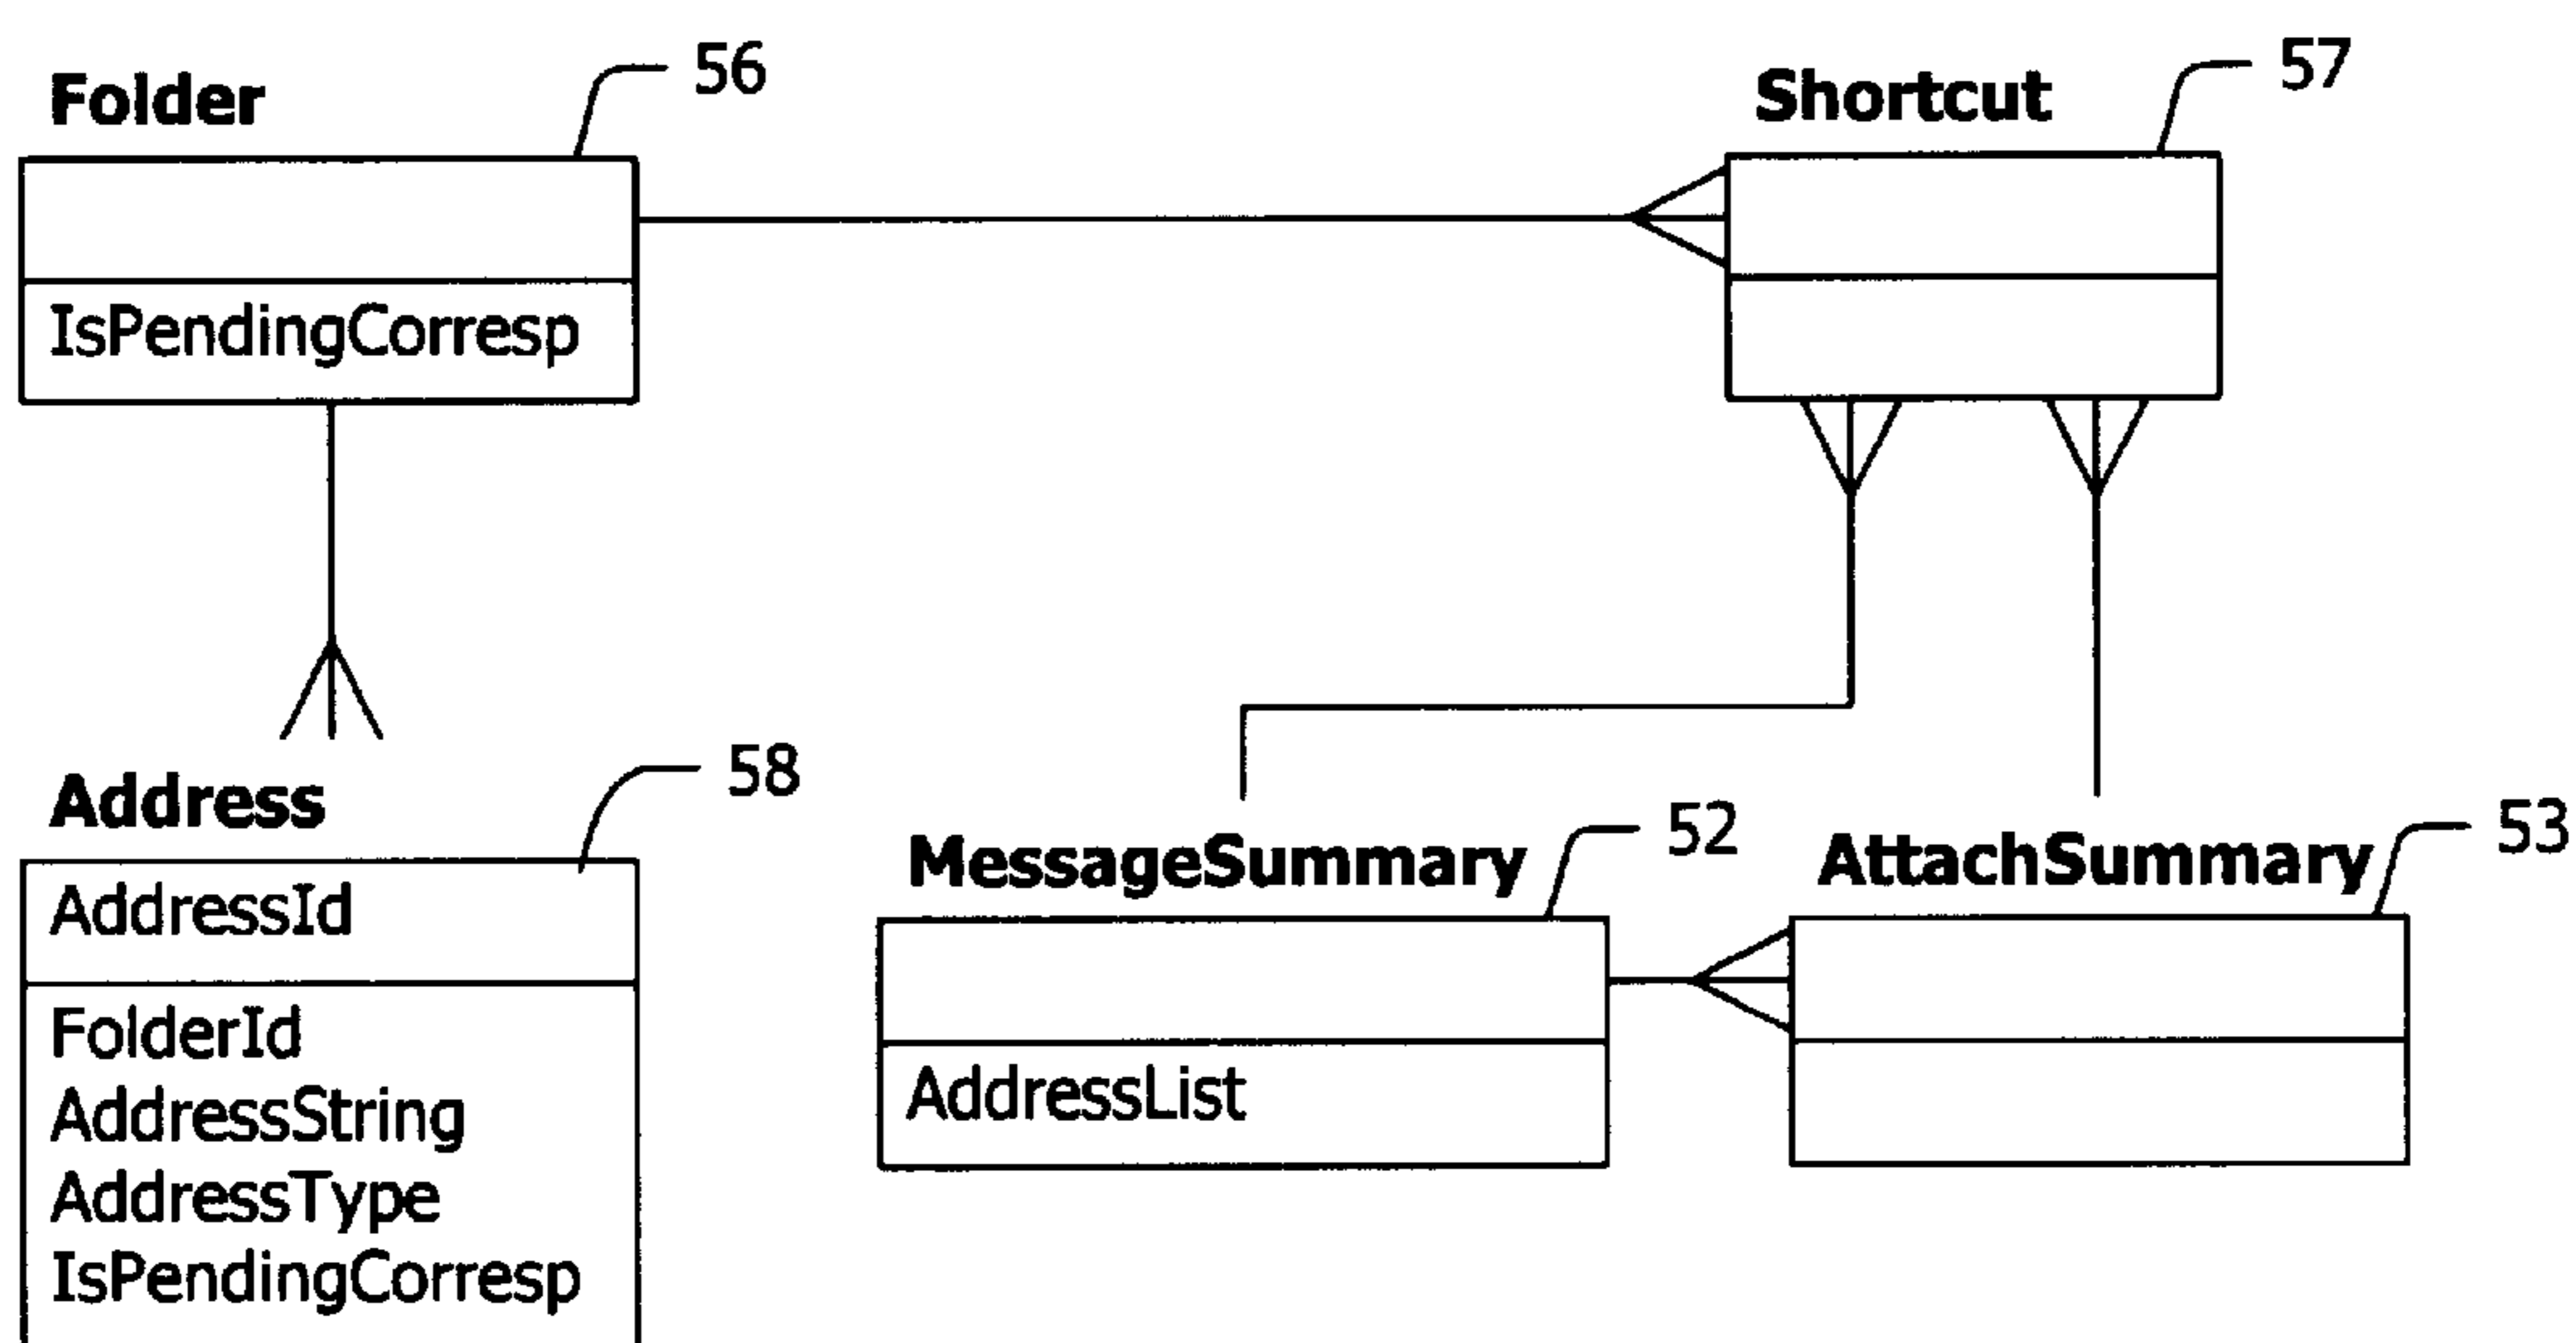 Folder
56
IsPendingCorresp
Shortcut
57
Address
58
AddressId
FolderId
AddressString
AddressType
IsPendingCorresp
MessageSummary
52
AddressList
AttachSummary
53